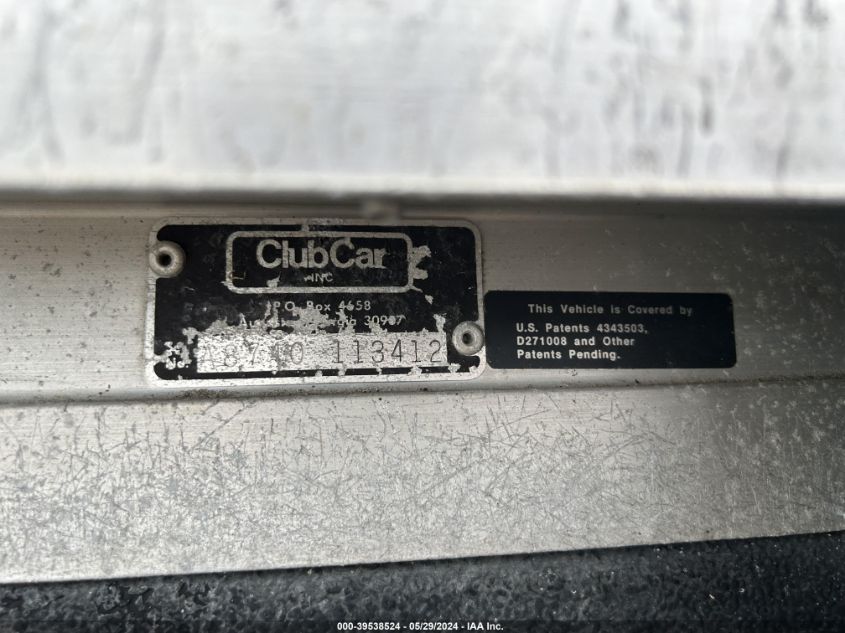 ClubCar
INC
P.O. Box 4658
30907
A8740 113412
This Vehicle is Covered by
U.S. Patents 4343503,
D271008 and Other
Patents Pending.
000-39538524 - 05/29/2024 - IAA Inc.